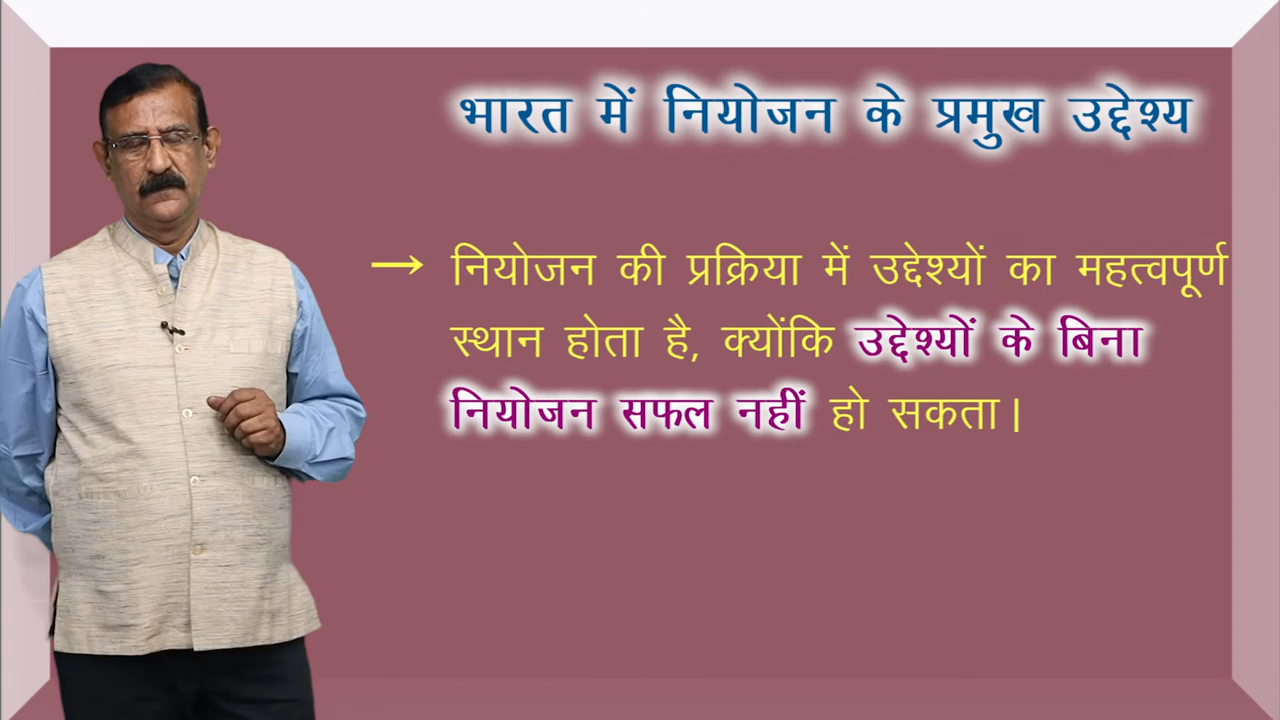 भारत में नियोजन के प्रमुख उद्देश्य
→ नियोजन की प्रक्रिया में उद्देश्यों का महत्वपूर्ण
स्थान होता है, क्योंकि उद्देश्यों के बिना
नियोजन सफल नहीं हो सकता।